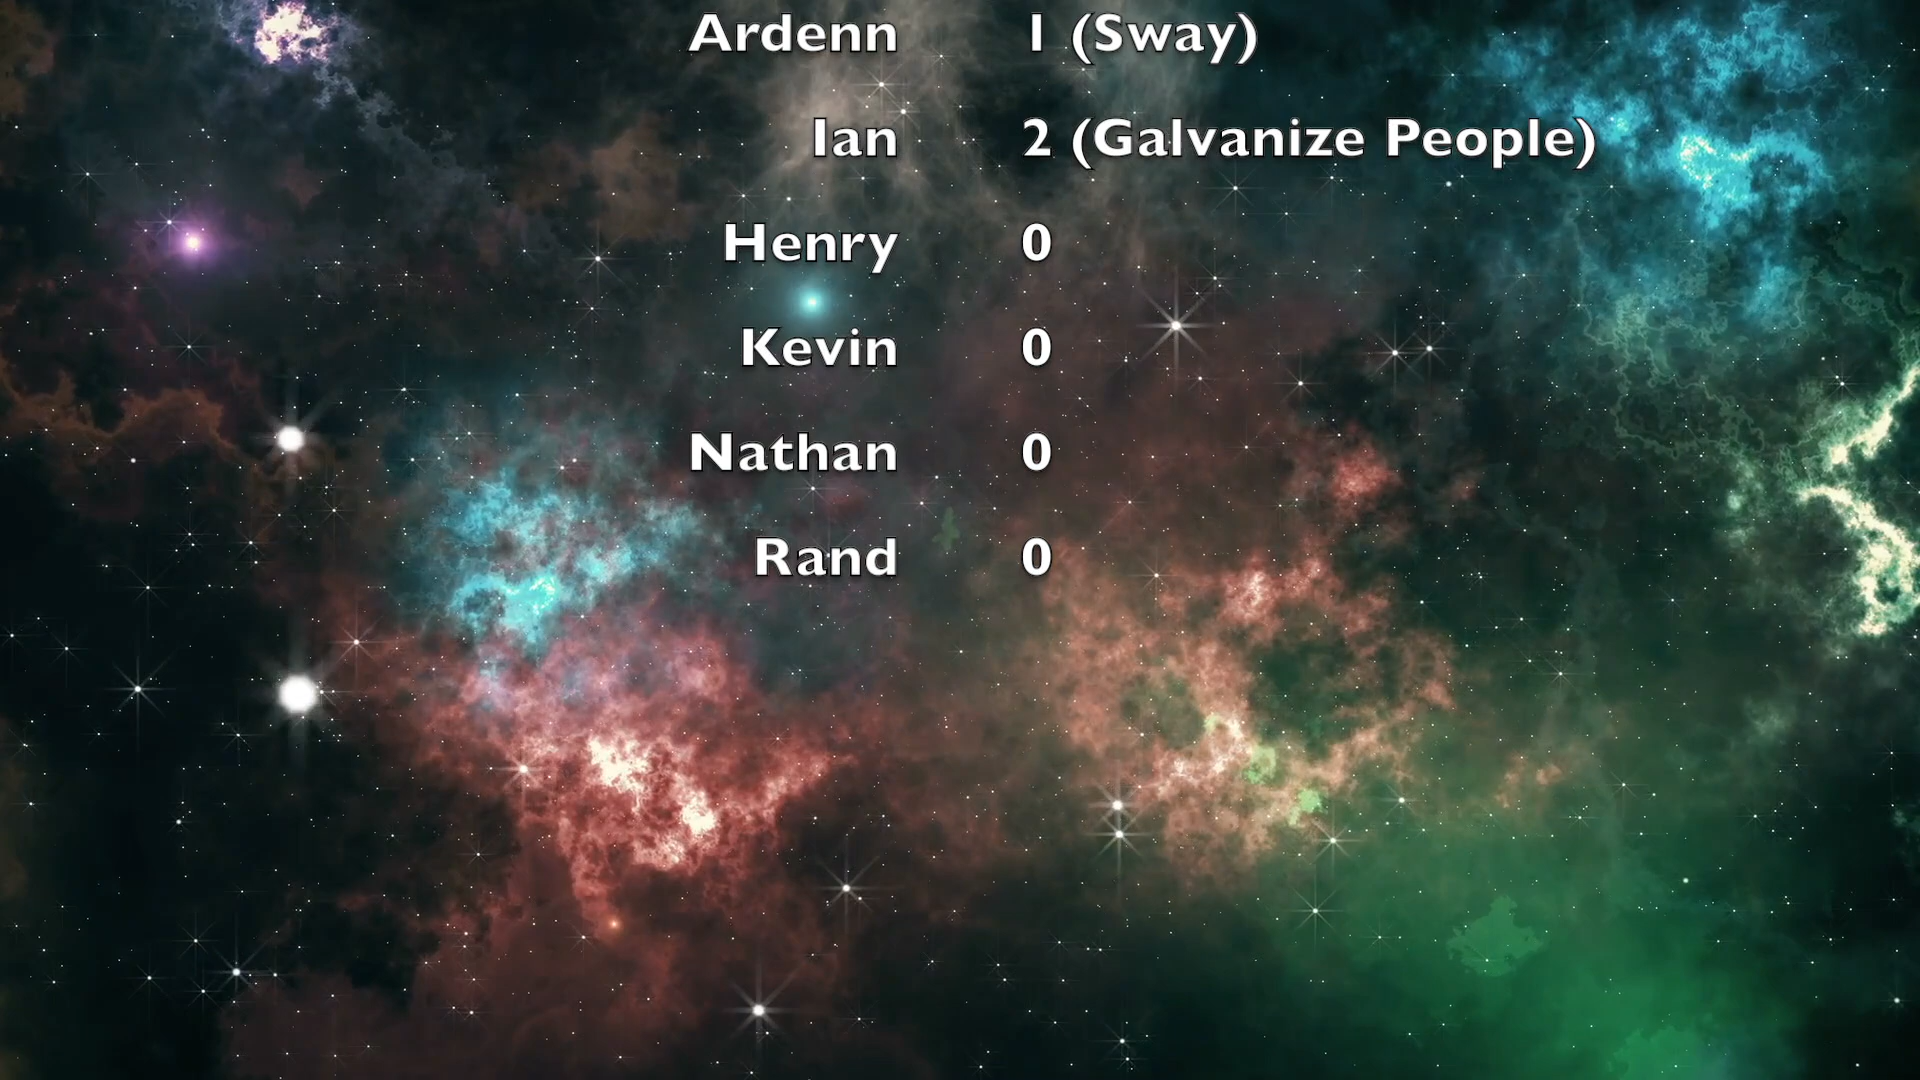 Ardenn 1 (Sway)
Ian 2 (Galvanize People)
Henry 0
Kevin 0
Nathan 0
Rand 0